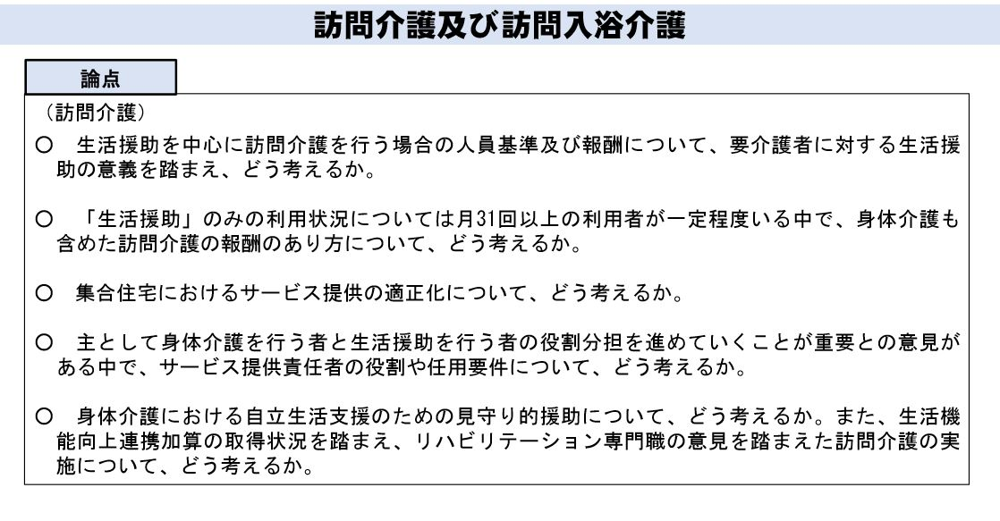 訪問介護及び訪問入浴介護
論点
（訪問介護）
○　生活援助を中心に訪問介護を行う場合の人員基準及び報酬について、要介護者に対する生活援
助の意義を踏まえ、どう考えるか。
○　「生活援助」のみの利用状況については月31回以上の利用者が一定程度いる中で、身体介護も
含めた訪問介護の報酬のあり方について、どう考えるか。
○　集合住宅におけるサービス提供の適正化について、どう考えるか。
○　主として身体介護を行う者と生活援助を行う者の役割分担を進めていくことが重要との意見が
ある中で、サービス提供責任者の役割や任用要件について、どう考えるか。
○　身体介護における自立生活支援のための見守り的援助について、どう考えるか。また、生活機
能向上連携加算の取得状況を踏まえ、リハビリテーション専門職の意見を踏まえた訪問介護の実
施について、どう考えるか。